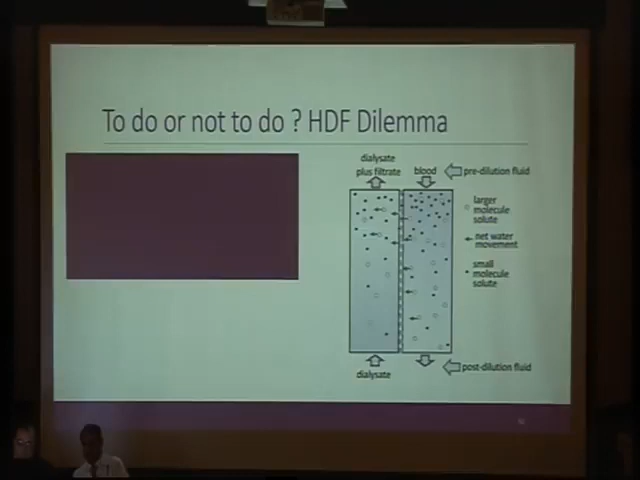 To do or not to do ? HDF Dilemma
dialysate
plus filtrate
blood
pre-dilution fluid
larger
molecule
solute
net water
movement
small
molecule
solute
dialysate
post-dilution fluid